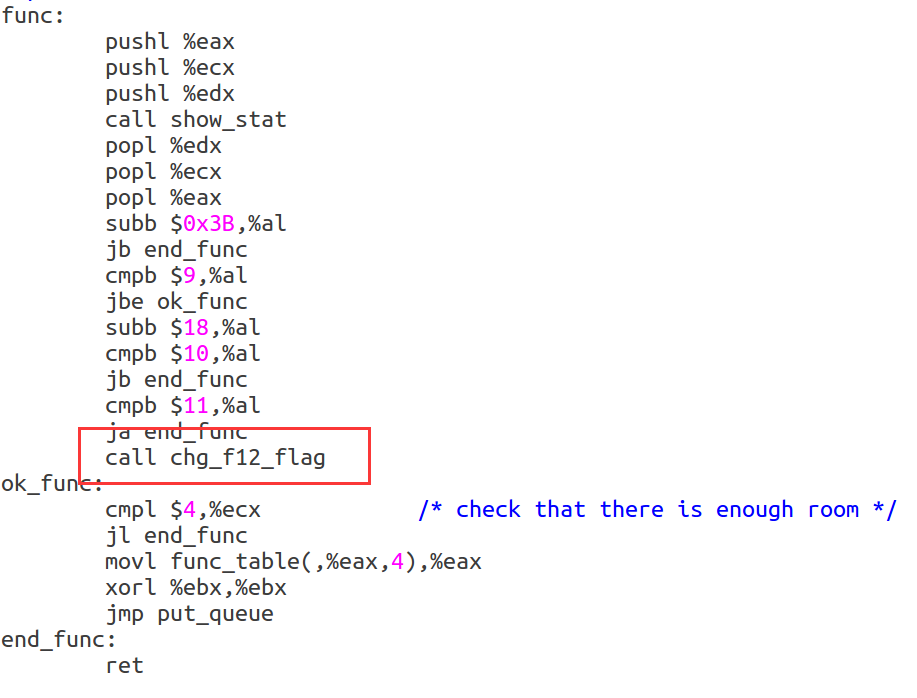 func:
pushl %eax
pushl %ecx
pushl %edx
call show_stat
popl %edx
popl %ecx
popl %eax
subb $0x3B,%al
jb end_func
cmpb $9,%al
jbe ok_func
subb $18,%al
cmpb $10,%al
jb end_func
cmpb $11,%al
ja end_func
call chg_f12_flag
ok_func:
cmpl $4,%ecx /* check that there is enough room */
jl end_func
movl func_table(,%eax,4),%eax
xorl %ebx,%ebx
jmp put_queue
end_func:
ret